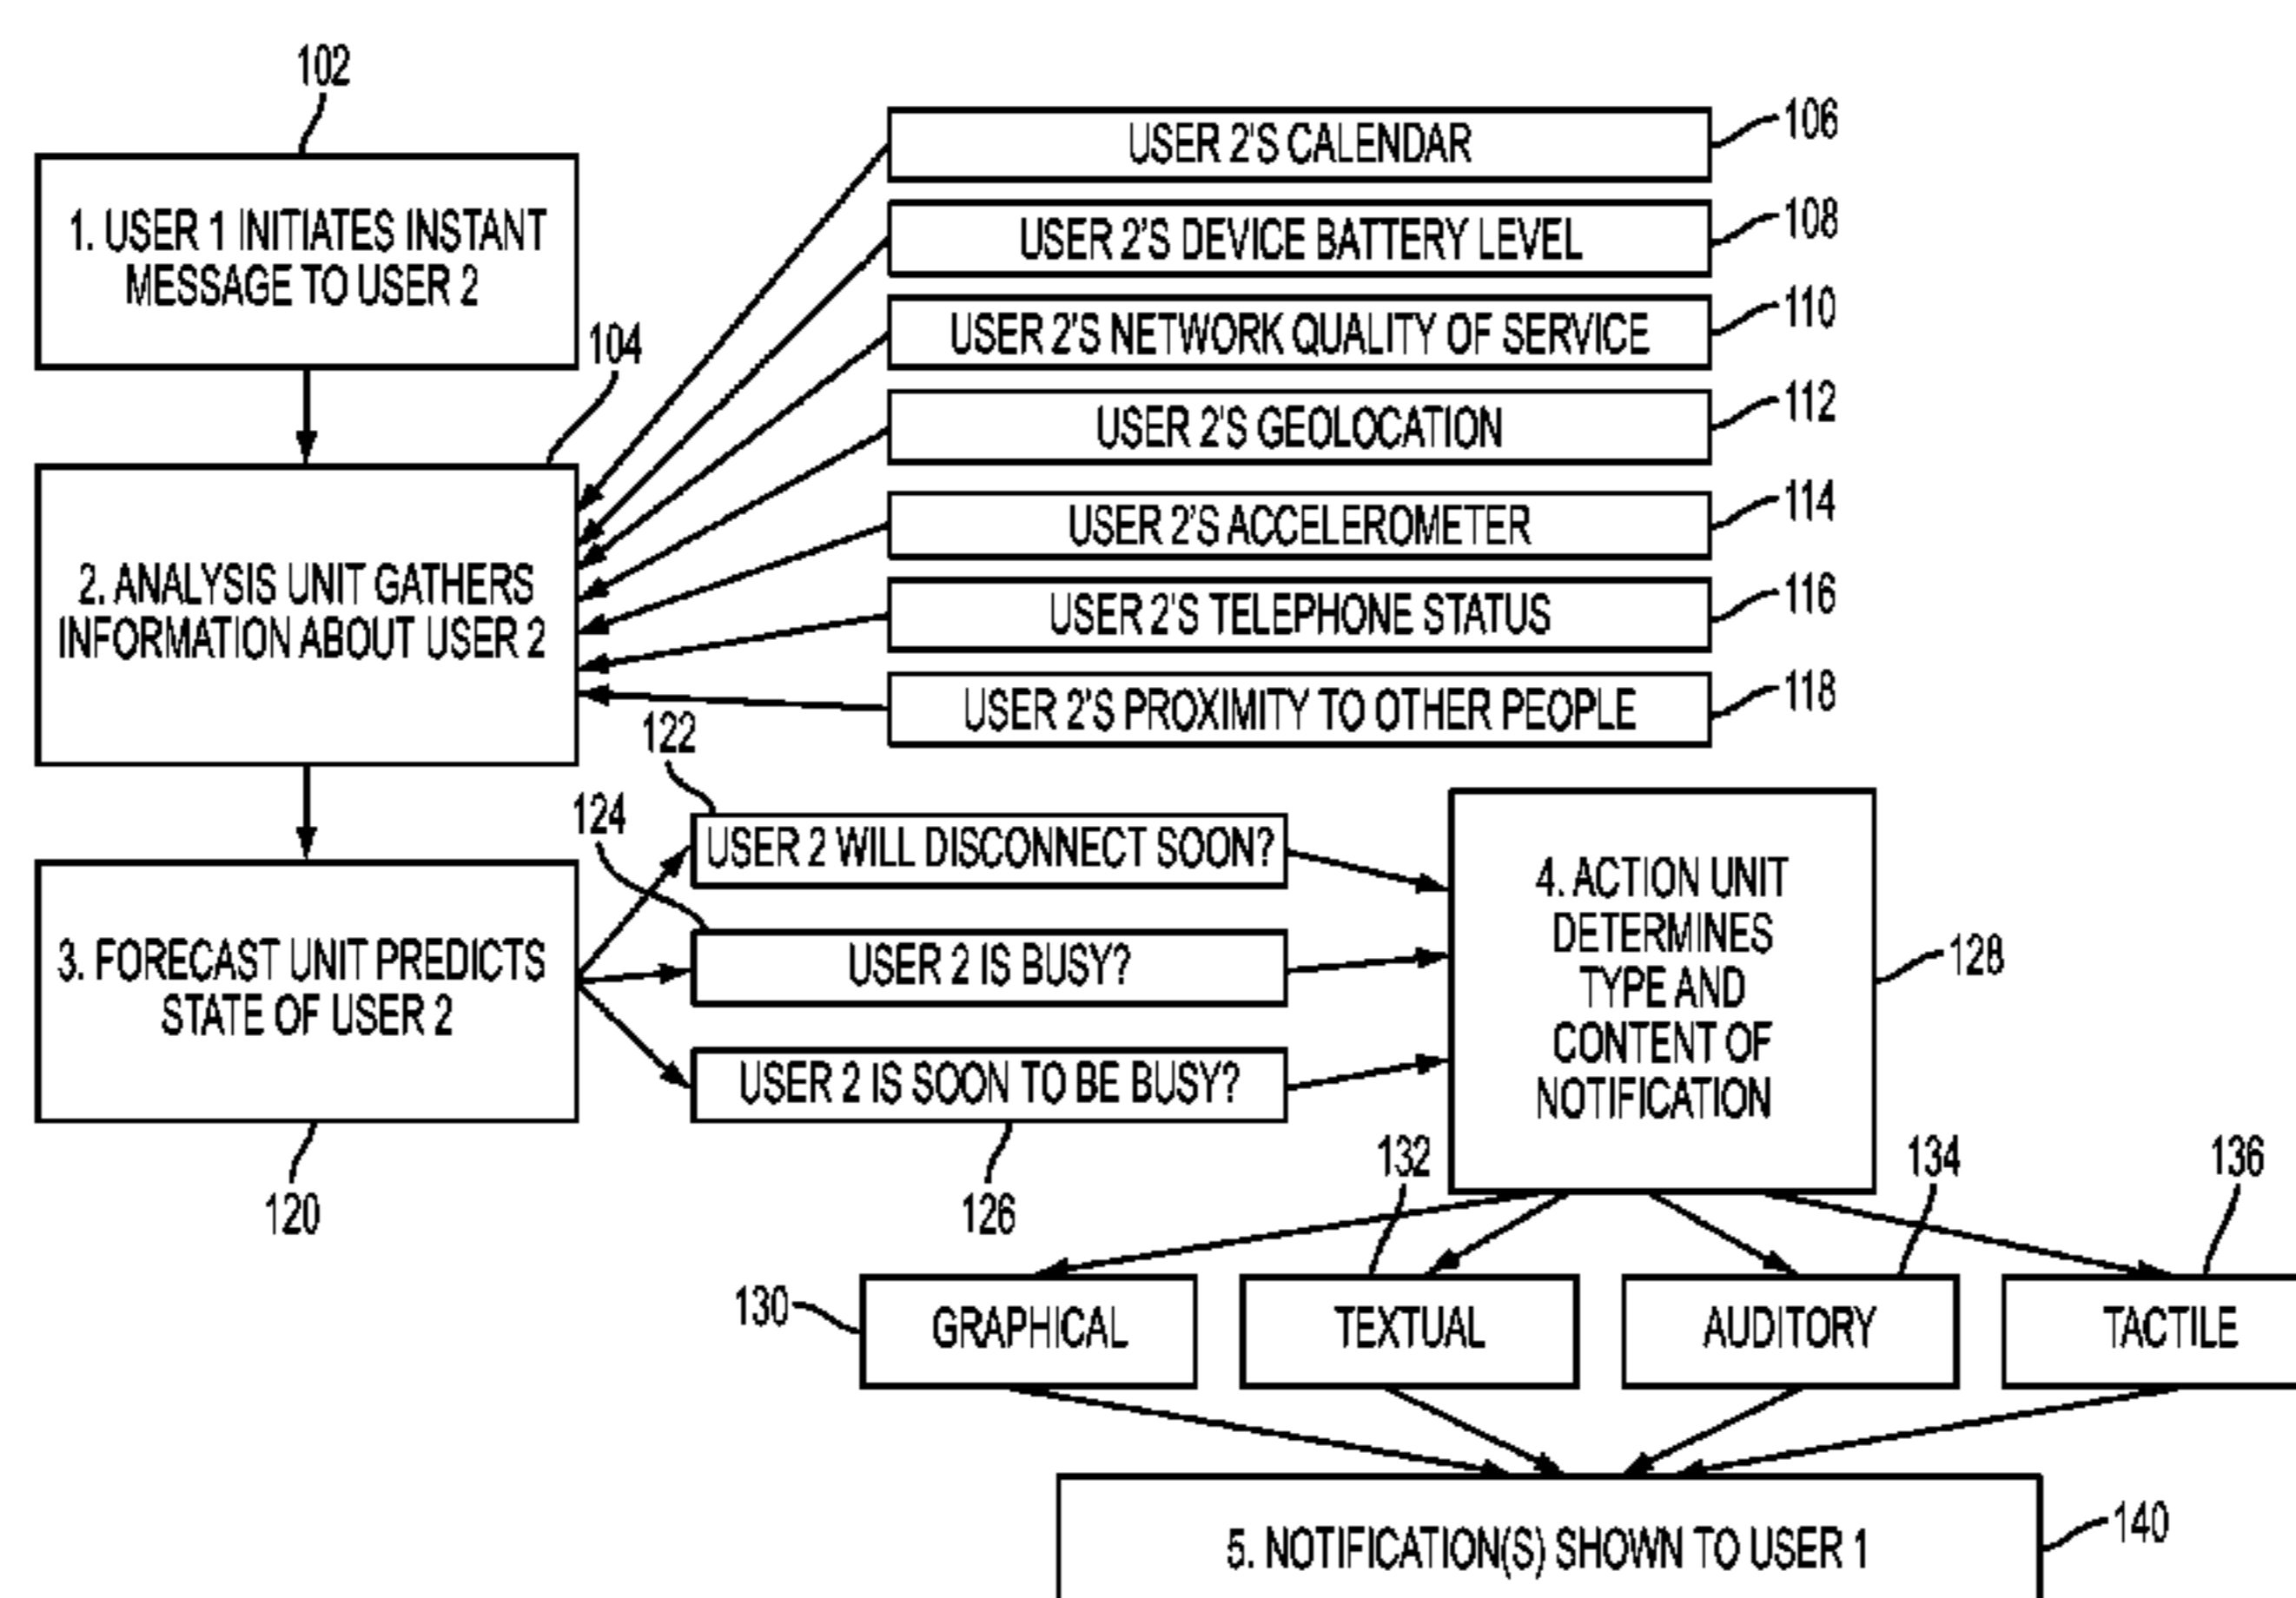 102
1. USER 1 INITIATES INSTANT
MESSAGE TO USER 2
104
USER 2'S CALENDAR
106
USER 2'S DEVICE BATTERY LEVEL
108
USER 2'S NETWORK QUALITY OF SERVICE
110
USER 2'S GEOLOCATION
112
USER 2'S ACCELEROMETER
114
USER 2'S TELEPHONE STATUS
116
USER 2'S PROXIMITY TO OTHER PEOPLE
118
2. ANALYSIS UNIT GATHERS
INFORMATION ABOUT USER 2
122
124
USER 2 WILL DISCONNECT SOON?
USER 2 IS BUSY?
USER 2 IS SOON TO BE BUSY?
126
3. FORECAST UNIT PREDICTS
STATE OF USER 2
120
4. ACTION UNIT
DETERMINES
TYPE AND
CONTENT OF
NOTIFICATION
128
132
134
136
130
GRAPHICAL
TEXTUAL
AUDITORY
TACTILE
5. NOTIFICATION(S) SHOWN TO USER 1
140